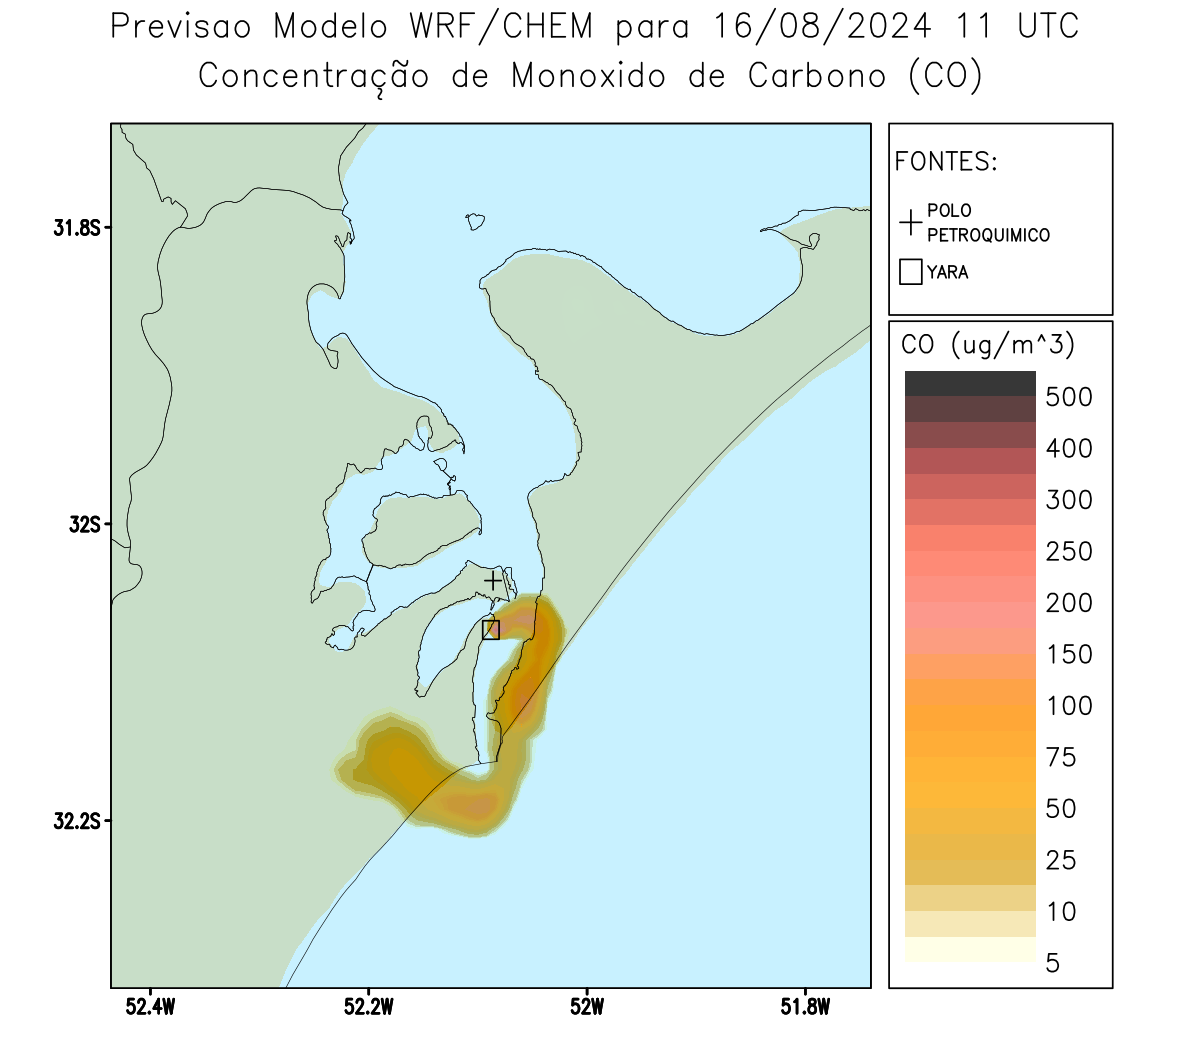 Previsao Modelo WRF/CHEM para 16/08/2024 11 UTC
Concentração de Monoxido de Carbono (CO)
FONTES:
POLO
PETROQUIMICO
YARA
CO (ug/m^3)
500
400
300
250
200
150
100
75
50
25
10
5
31.8S
32S
32.2S
52.4W
52.2W
52W
51.8W